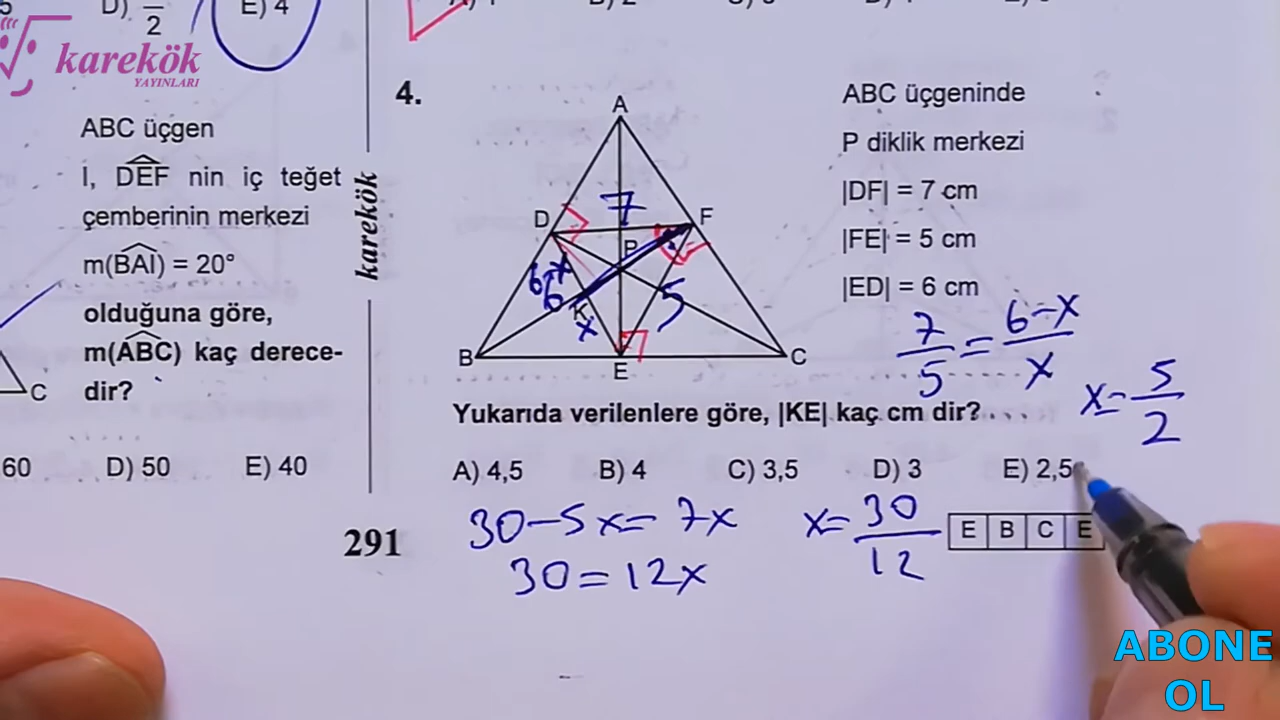 D) 2
E) 4
karekök
YAYINLARI
ABC üçgen
I, DEF nin iç teğet
çemberinin merkezi
m(BAI) = 20°
olduğuna göre,
m(ABC) kaç derece-
dir?
C
60 D) 50 E) 40
karekök
291
4.
A
D 7 F
P
6-x 6 K x 5
B E C
ABC üçgeninde
P diklik merkezi
|DF| = 7 cm
|FE| = 5 cm
|ED| = 6 cm
7/5 = 6-x/x
x = 5/2
Yukarıda verilenlere göre, |KE| kaç cm dir?
A) 4,5 B) 4 C) 3,5 D) 3 E) 2,5
30-5x=7x x=30/12
30=12x
E B C E
ABONE
OL